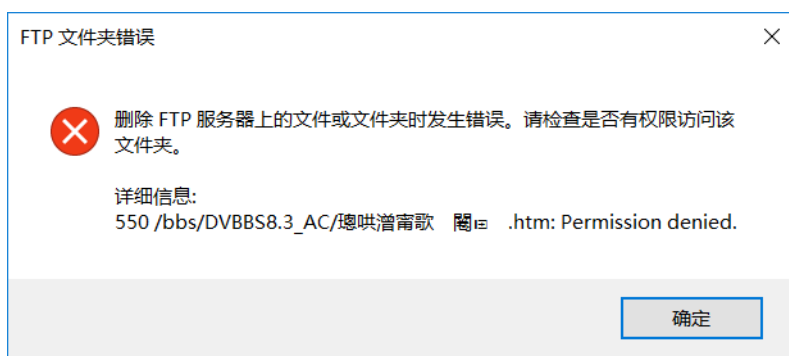 FTP 文件夹错误
删除 FTP 服务器上的文件或文件夹时发生错误。请检查是否有权限访问该
文件夹。
详细信息:
550 /bbs/DVBBS8.3_AC/璁哄潧甯歌 .htm: Permission denied.
确定